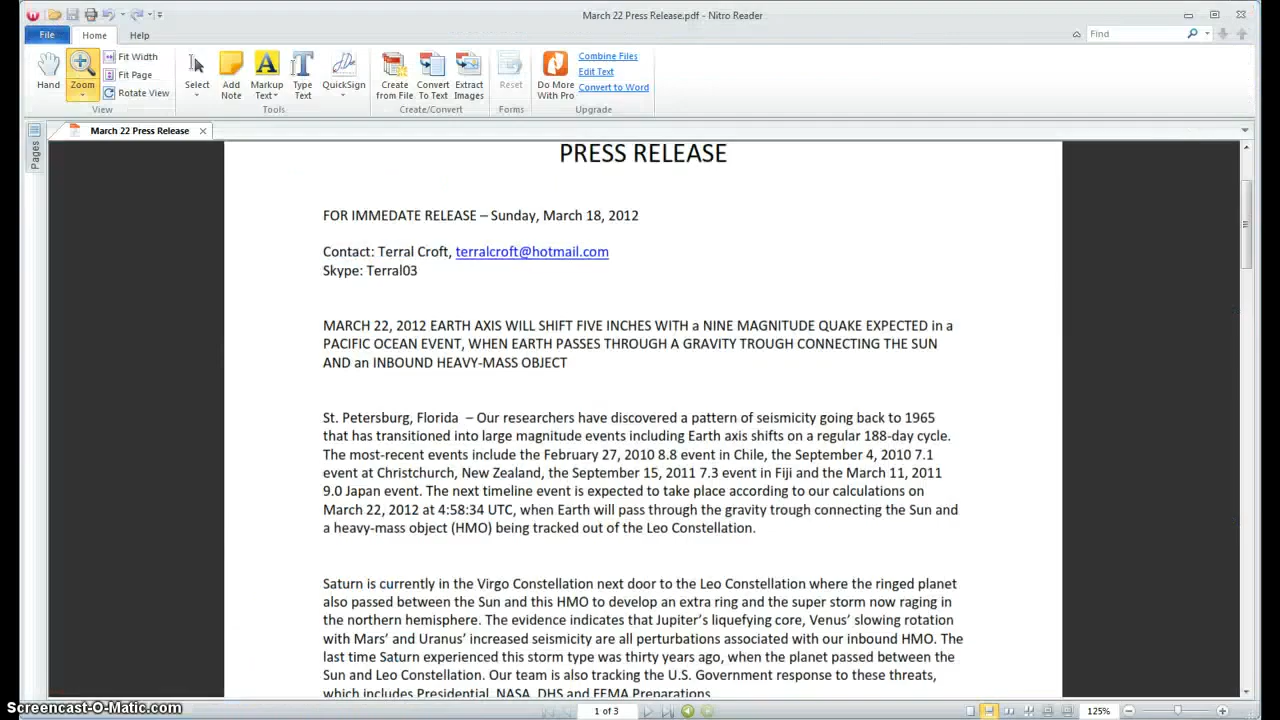 March 22 Press Release.pdf - Nitro Reader
File Home Help
Find
Hand
Zoom
Fit Width
Fit Page
Rotate View
View
Select
Add Note
Markup Text
Type Text
QuickSign
Tools
Create from File
Convert To Text
Extract Images
Create/Convert
Reset
Forms
Do More With Pro
Combine Files
Edit Text
Convert to Word
Upgrade
March 22 Press Release
Pages
PRESS RELEASE
FOR IMMEDATE RELEASE – Sunday, March 18, 2012
Contact: Terral Croft, terralcroft@hotmail.com
Skype: Terral03
MARCH 22, 2012 EARTH AXIS WILL SHIFT FIVE INCHES WITH a NINE MAGNITUDE QUAKE EXPECTED in a
PACIFIC OCEAN EVENT, WHEN EARTH PASSES THROUGH A GRAVITY TROUGH CONNECTING THE SUN
AND an INBOUND HEAVY-MASS OBJECT
St. Petersburg, Florida – Our researchers have discovered a pattern of seismicity going back to 1965
that has transitioned into large magnitude events including Earth axis shifts on a regular 188-day cycle.
The most-recent events include the February 27, 2010 8.8 event in Chile, the September 4, 2010 7.1
event at Christchurch, New Zealand, the September 15, 2011 7.3 event in Fiji and the March 11, 2011
9.0 Japan event. The next timeline event is expected to take place according to our calculations on
March 22, 2012 at 4:58:34 UTC, when Earth will pass through the gravity trough connecting the Sun and
a heavy-mass object (HMO) being tracked out of the Leo Constellation.
Saturn is currently in the Virgo Constellation next door to the Leo Constellation where the ringed planet
also passed between the Sun and this HMO to develop an extra ring and the super storm now raging in
the northern hemisphere. The evidence indicates that Jupiter's liquefying core, Venus' slowing rotation
with Mars' and Uranus' increased seismicity are all perturbations associated with our inbound HMO. The
last time Saturn experienced this storm type was thirty years ago, when the planet passed between the
Sun and Leo Constellation. Our team is also tracking the U.S. Government response to these threats,
which includes Presidential, NASA, DHS and FEMA Preparations.
Screencast-O-Matic.com
1 of 3
125%